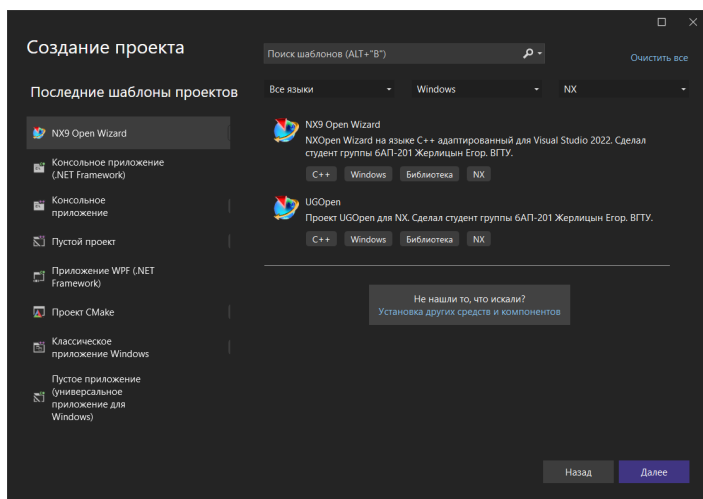 Создание проекта
Поиск шаблонов (ALT+"B")
Очистить все
Последние шаблоны проектов
Все языки
Windows
NX
NX9 Open Wizard
Консольное приложение
(.NET Framework)
Консольное
приложение
Пустой проект
Приложение WPF (.NET
Framework)
Проект CMake
Классическое
приложение Windows
Пустое приложение
(универсальное
приложение для
Windows)
NX9 Open Wizard
NXOpen Wizard на языке C++ адаптированный для Visual Studio 2022. Сделал
студент группы бАП-201 Жерлицын Егор. ВГТУ.
C++ Windows Библиотека NX
UGOpen
Проект UGOpen для NX. Сделал студент группы бАП-201 Жерлицын Егор. ВГТУ.
C++ Windows Библиотека NX
Не нашли то, что искали?
Установка других средств и компонентов
Назад
Далее